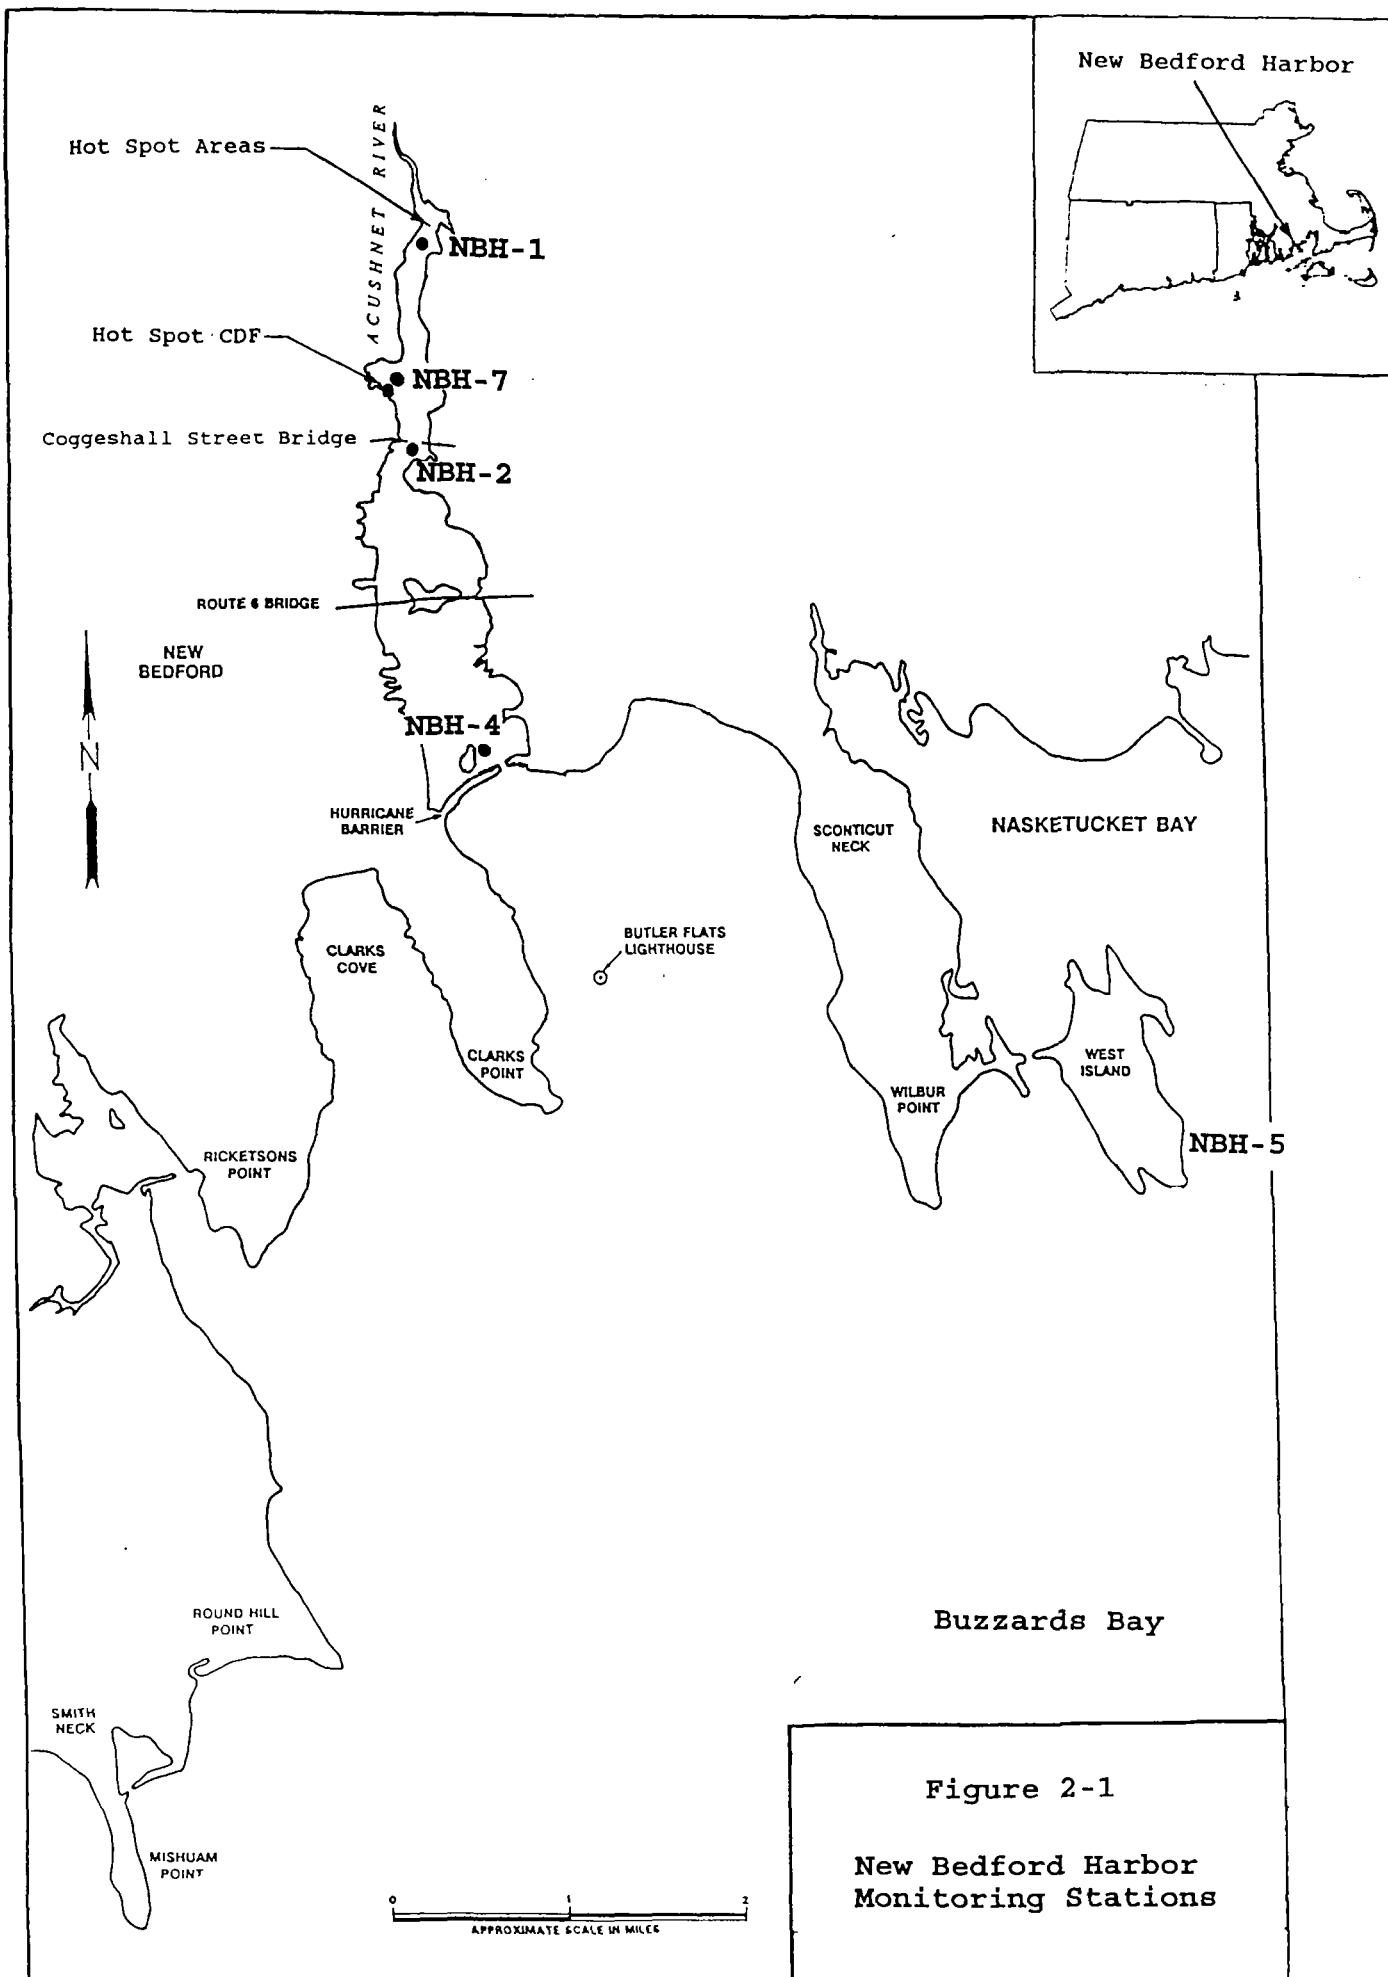 New Bedford Harbor
Hot Spot Areas
ACUSHNET RIVER
NBH-1
Hot Spot CDF
NBH-7
Coggeshall Street Bridge
NBH-2
ROUTE 6 BRIDGE
NEW
BEDFORD
N
NBH-4
HURRICANE
BARRIER
SCONTICUT
NECK
NASKETUCKET BAY
BUTLER FLATS
LIGHTHOUSE
CLARKS
COVE
CLARKS
POINT
WEST
ISLAND
WILBUR
POINT
NBH-5
RICKETSONS
POINT
ROUND HILL
POINT
Buzzards Bay
SMITH
NECK
MISHUAM
POINT
0 1 2
APPROXIMATE SCALE IN MILES
Figure 2-1
New Bedford Harbor
Monitoring Stations